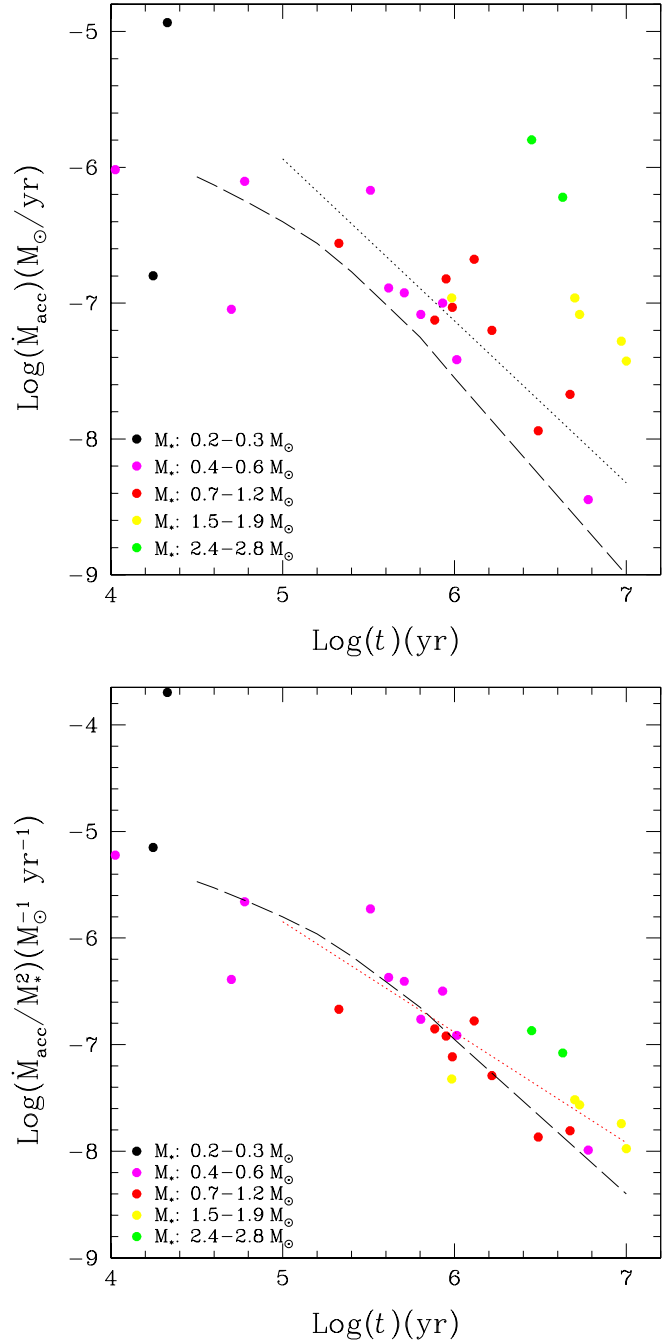 −5
−6
−7
−8
−9
Log(Ṁacc)(M☉/yr)
M*: 0.2−0.3 M☉
M*: 0.4−0.6 M☉
M*: 0.7−1.2 M☉
M*: 1.5−1.9 M☉
M*: 2.4−2.8 M☉
4 5 6 7
Log(t)(yr)
−4
−5
−6
−7
−8
−9
Log(Ṁacc/M*²)(M☉⁻¹ yr⁻¹)
M*: 0.2−0.3 M☉
M*: 0.4−0.6 M☉
M*: 0.7−1.2 M☉
M*: 1.5−1.9 M☉
M*: 2.4−2.8 M☉
4 5 6 7
Log(t)(yr)